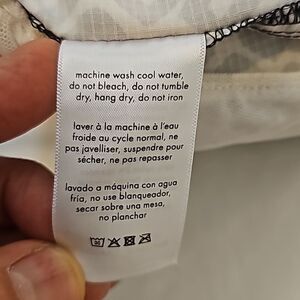 machine wash cool water,
do not bleach, do not tumble
dry, hang dry, do not iron
laver à la machine à l'eau
fraide au cycle normal, ne
pas javelliser, suspendre pour
sécher, ne pas repasser
lavado a máquina con agua
fría, no use blanqueador,
secar sobre una mesa,
no planchar